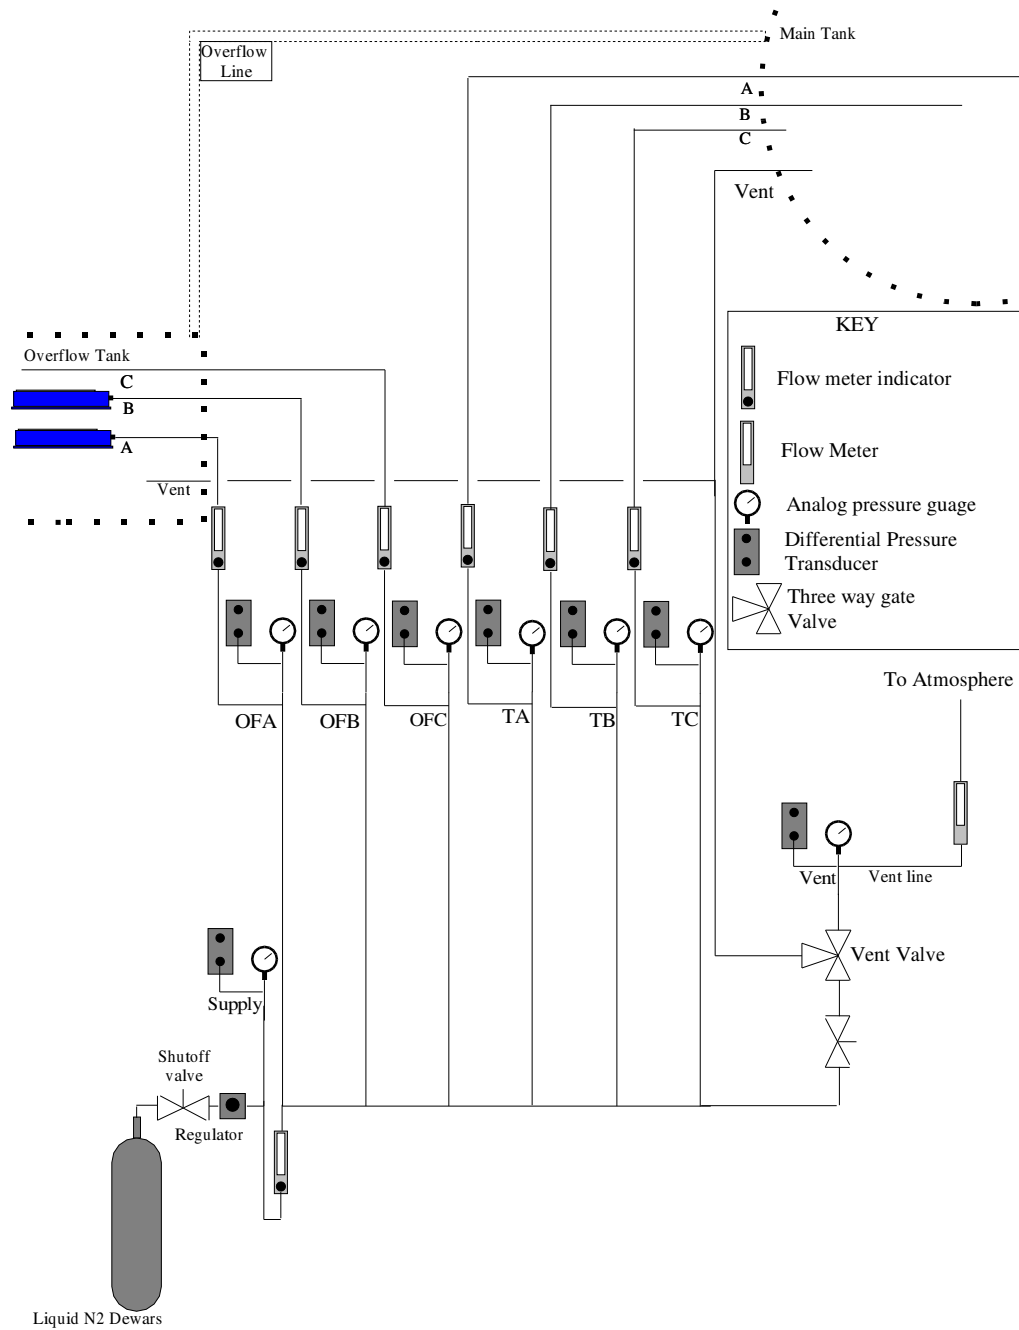 Main Tank
Overflow
Line
A
B
C
Vent
KEY
Overflow Tank
C
B
A
Vent
Flow meter indicator
Flow Meter
Analog pressure guage
Differential Pressure
Transducer
Three way gate
Valve
To Atmosphere
OFA
OFB
OFC
TA
TB
TC
Vent
Vent line
Vent Valve
Supply
Shutoff
valve
Regulator
Liquid N2 Dewars